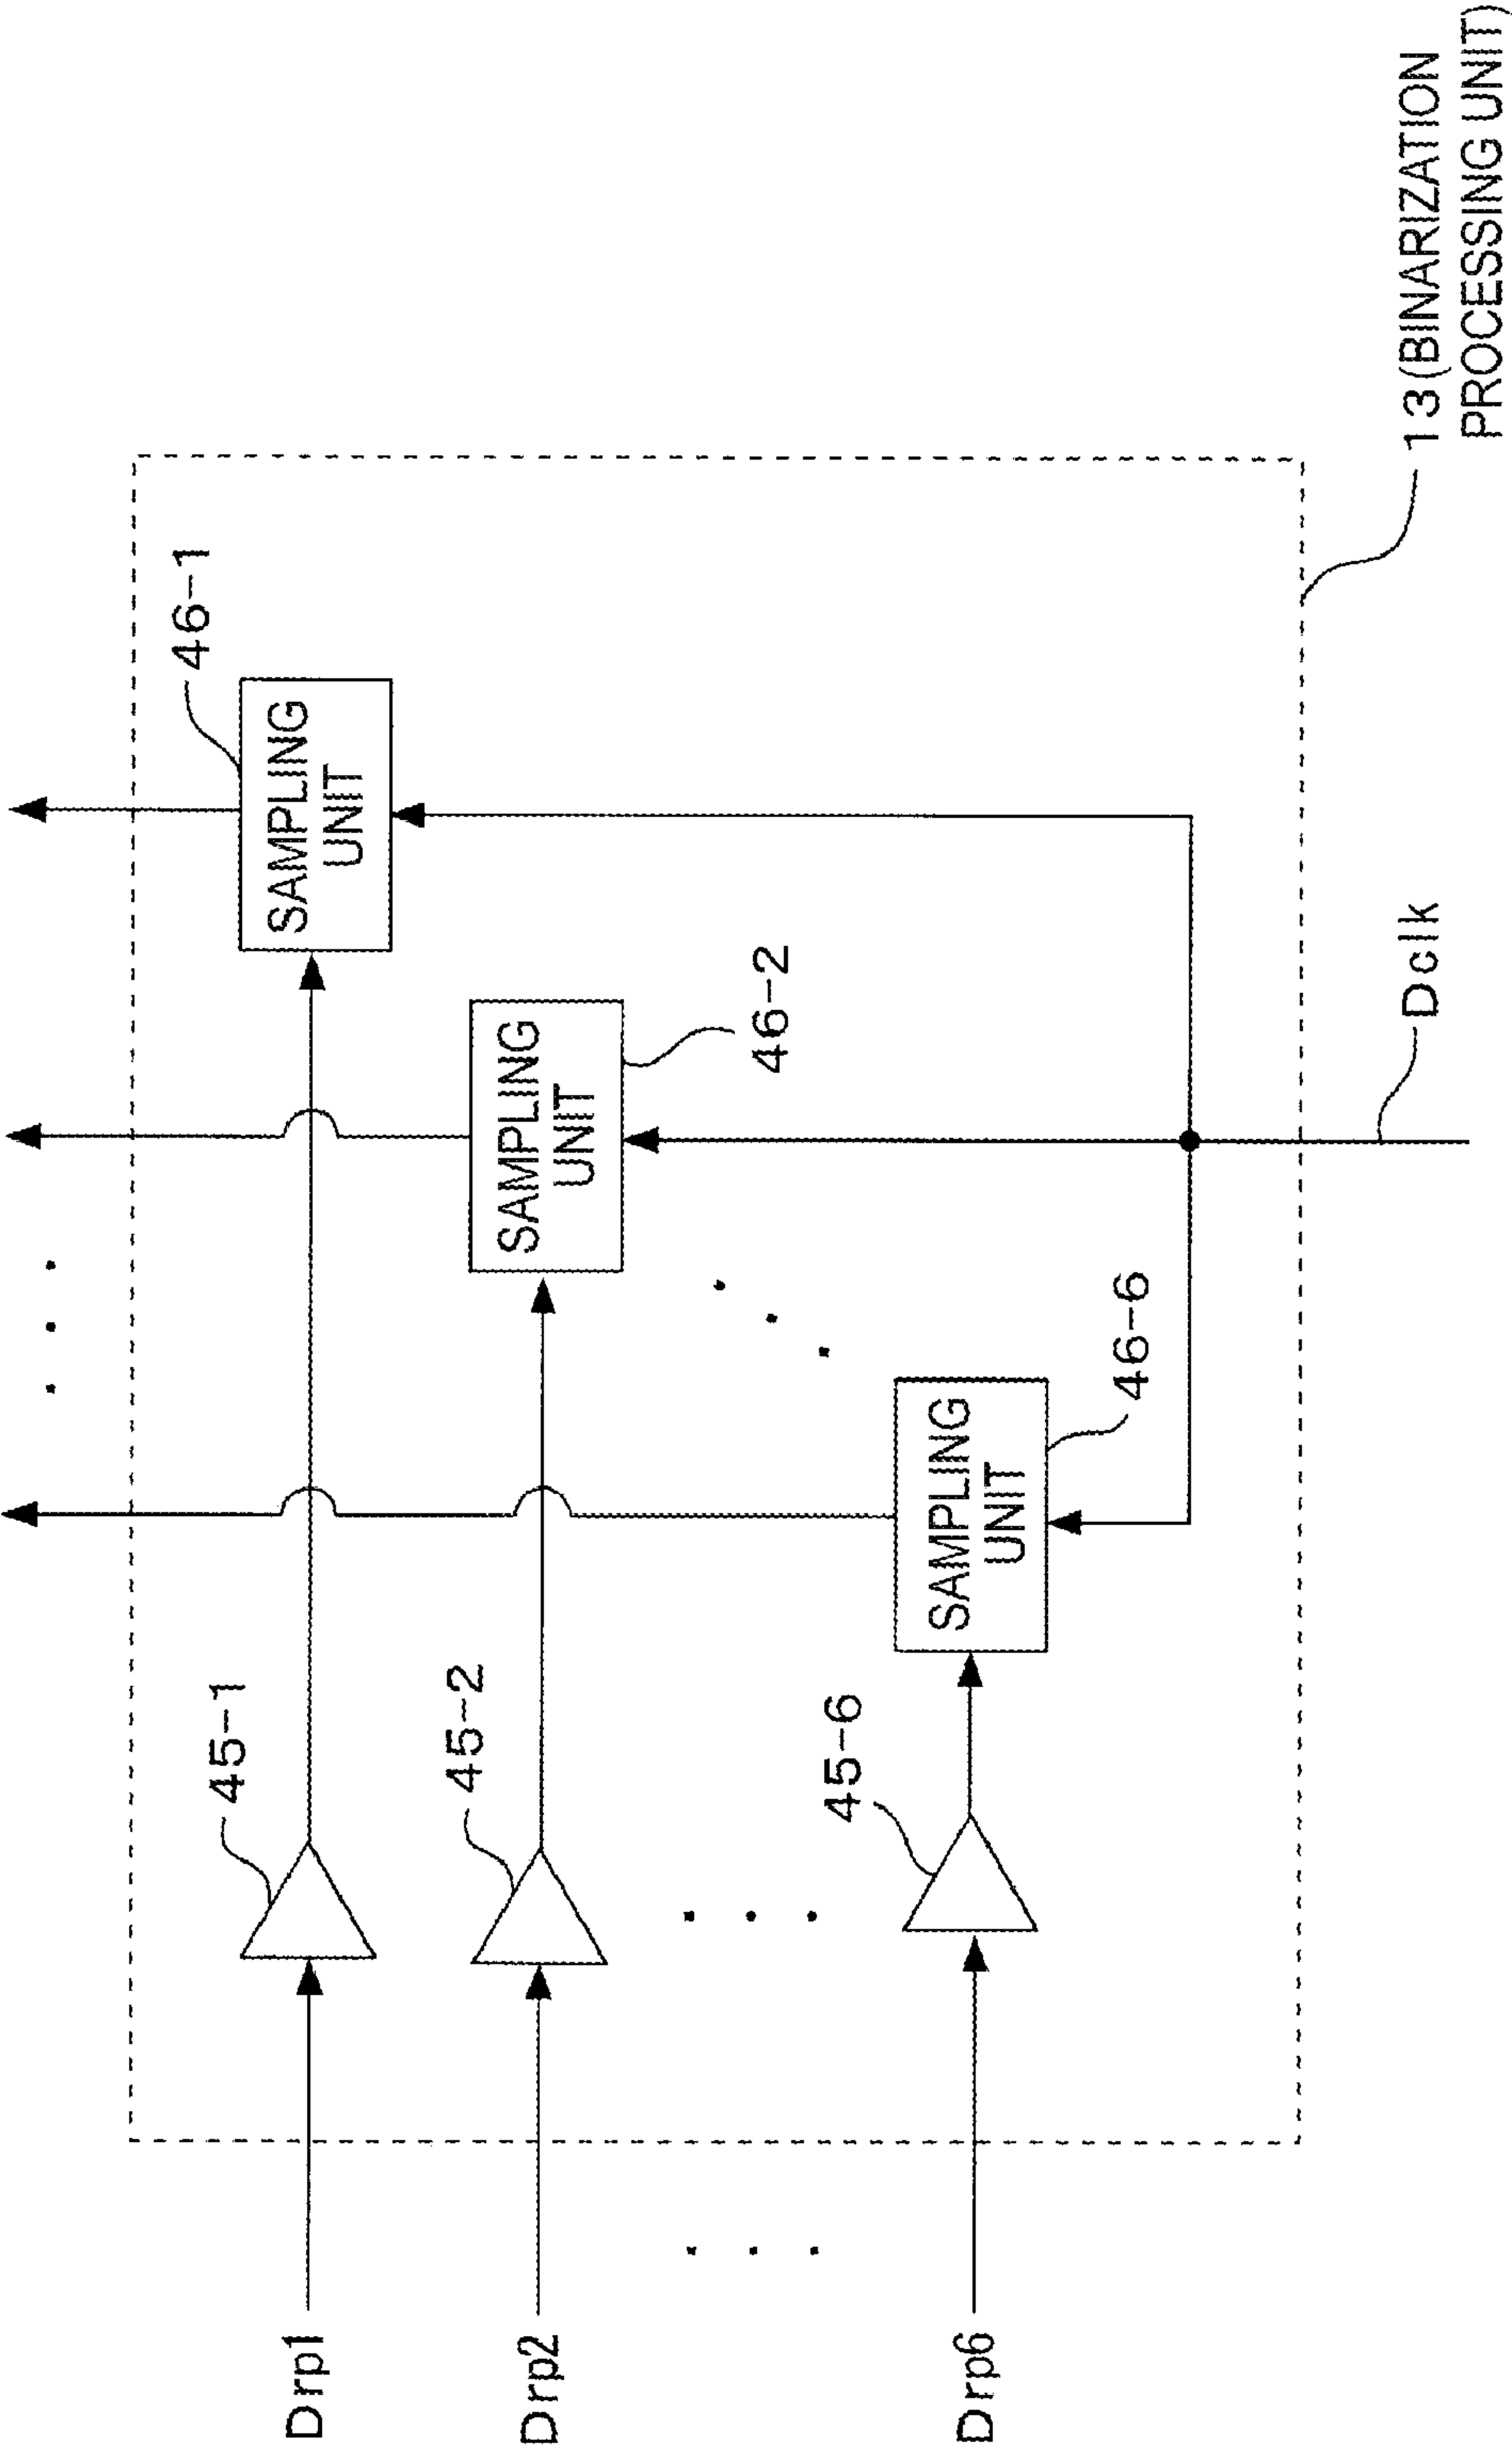 Drp1
Drp2
Drp6
45-1
45-2
45-6
46-1
SAMPLING
UNIT
46-2
SAMPLING
UNIT
46-6
SAMPLING
UNIT
Dclk
13(BINARIZATION
PROCESSING UNIT)